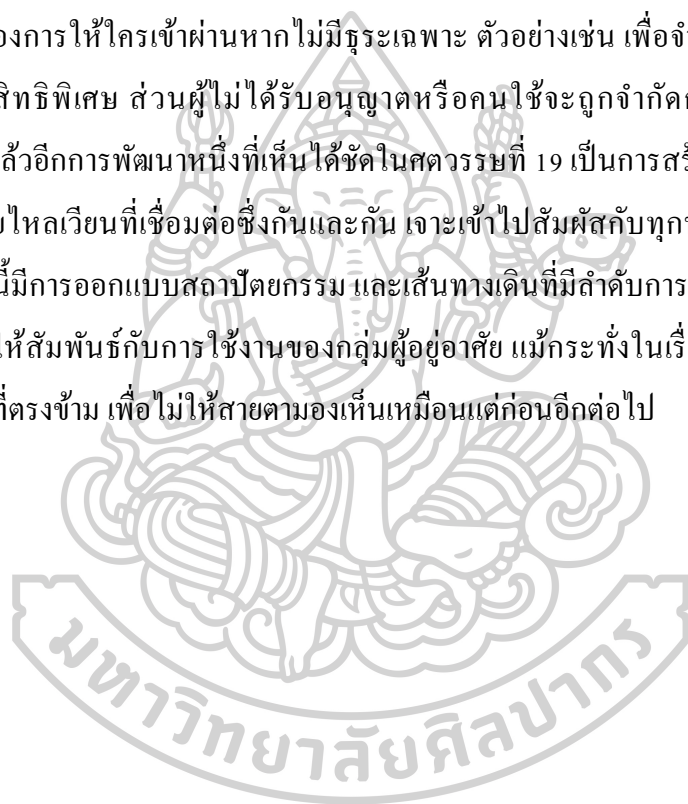 องการให้ใครเข้าผ่านหากไม่มีธุระเฉพาะ ตัวอย่างเช่น เพื่อจำ
สิทธิพิเศษ ส่วนผู้ไม่ได้รับอนุญาตหรือคนใช้จะถูกจำกัด
ล้วอีกการพัฒนาหนึ่งที่เห็นได้ชัดในศตวรรษที่ 19 เป็นการสร้
ไหลเวียนที่เชื่อมต่อซึ่งกันและกัน เจาะเข้าไปสัมผัสกับทุก
นี้มีการออกแบบสถาปัตยกรรม และเส้นทางเดินที่มีลำดับการ
ให้สัมพันธ์กับการใช้งานของกลุ่มผู้อยู่อาศัย แม้กระทั่งในเรื่
ที่ตรงข้าม เพื่อไม่ให้สายตามองเห็นเหมือนแต่ก่อนอีกต่อไป
มหาวิทยาลัยศิลปากร